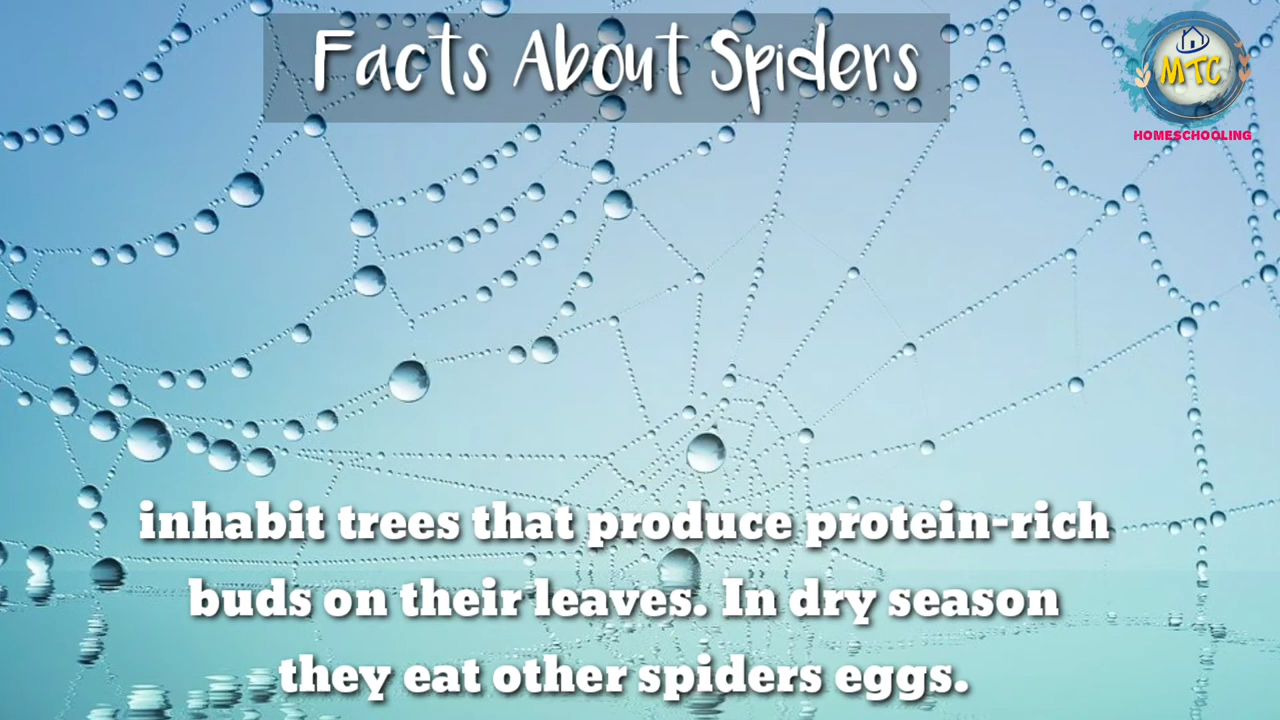 Facts About Spiders
MTC
HOMESCHOOLING
inhabit trees that produce protein-rich
buds on their leaves. In dry season
they eat other spiders eggs.